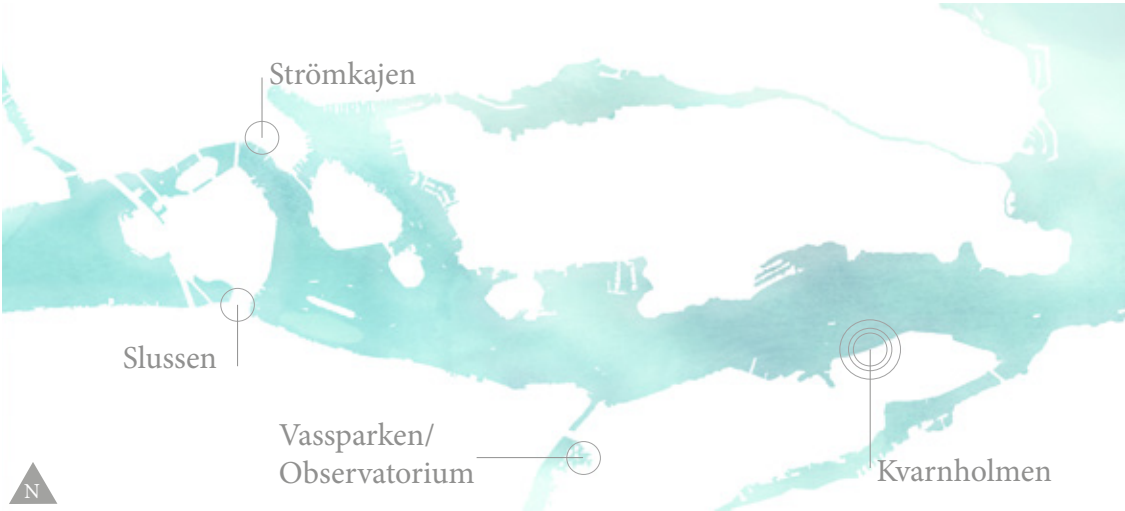 Strömkajen
Slussen
Vassparken/
Observatorium
Kvarnholmen
N